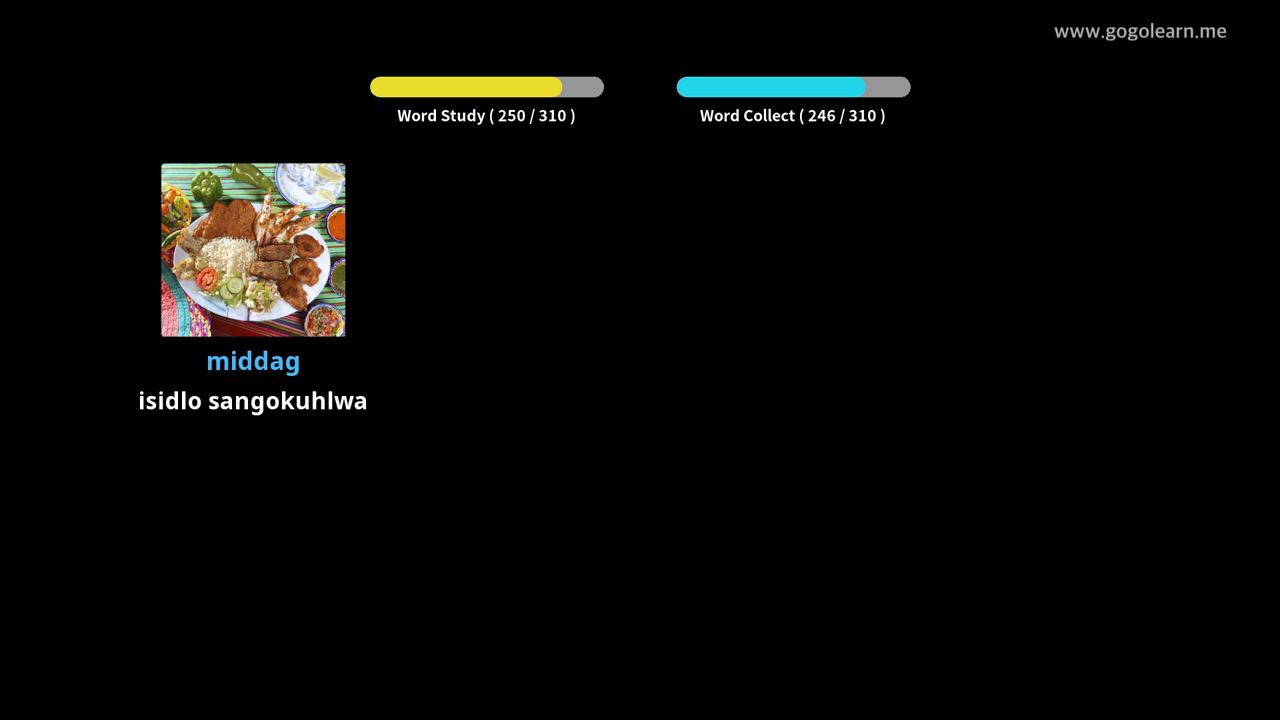 www.gogolearn.me
Word Study ( 250 / 310 )
Word Collect ( 246 / 310 )
middag
isidlo sangokuhlwa